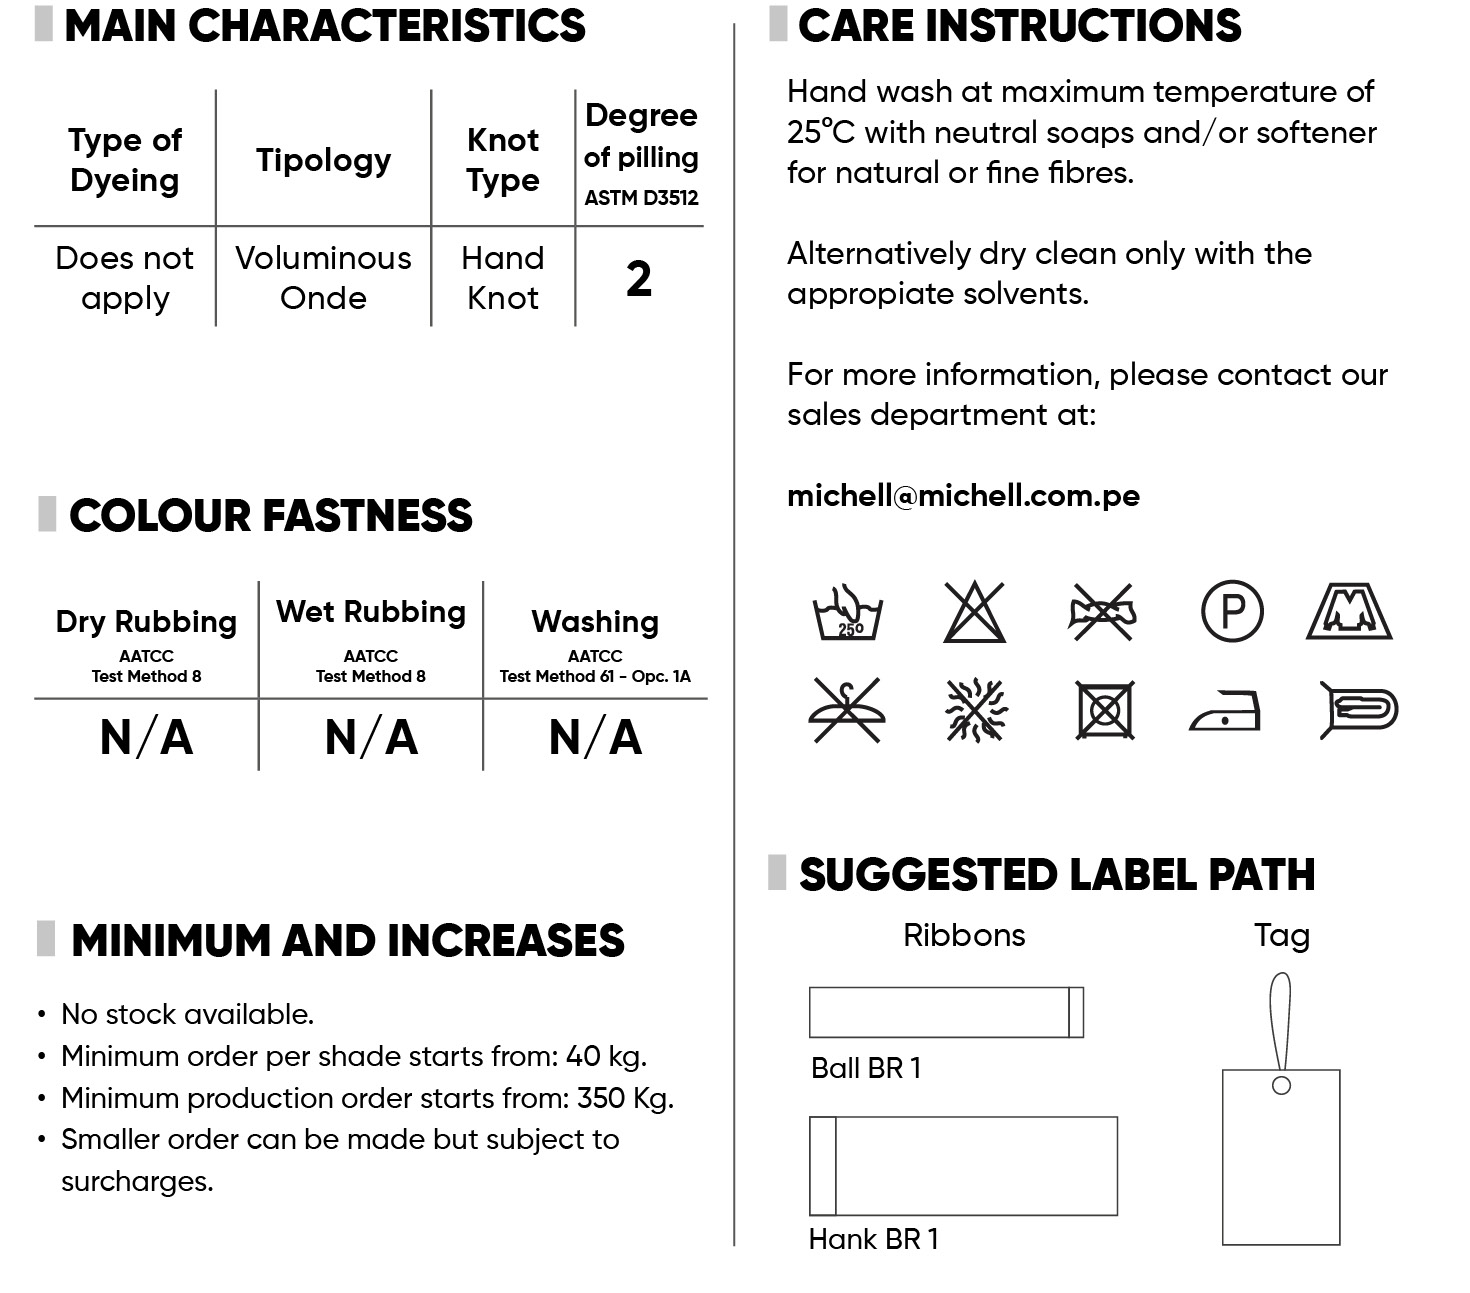 MAIN CHARACTERISTICS
Type of
Dyeing
Tipology
Knot
Type
Degree
of pilling
ASTM D3512
Does not
apply
Voluminous
Onde
Hand
Knot
2
COLOUR FASTNESS
Dry Rubbing
AATCC
Test Method 8
Wet Rubbing
AATCC
Test Method 8
Washing
AATCC
Test Method 61 - Opc. 1A
N/A
N/A
N/A
MINIMUM AND INCREASES
• No stock available.
• Minimum order per shade starts from: 40 kg.
• Minimum production order starts from: 350 Kg.
• Smaller order can be made but subject to
surcharges.
CARE INSTRUCTIONS
Hand wash at maximum temperature of
25°C with neutral soaps and/or softener
for natural or fine fibres.
Alternatively dry clean only with the
appropiate solvents.
For more information, please contact our
sales department at:
michell@michell.com.pe
25º
P
SUGGESTED LABEL PATH
Ribbons
Tag
Ball BR 1
Hank BR 1